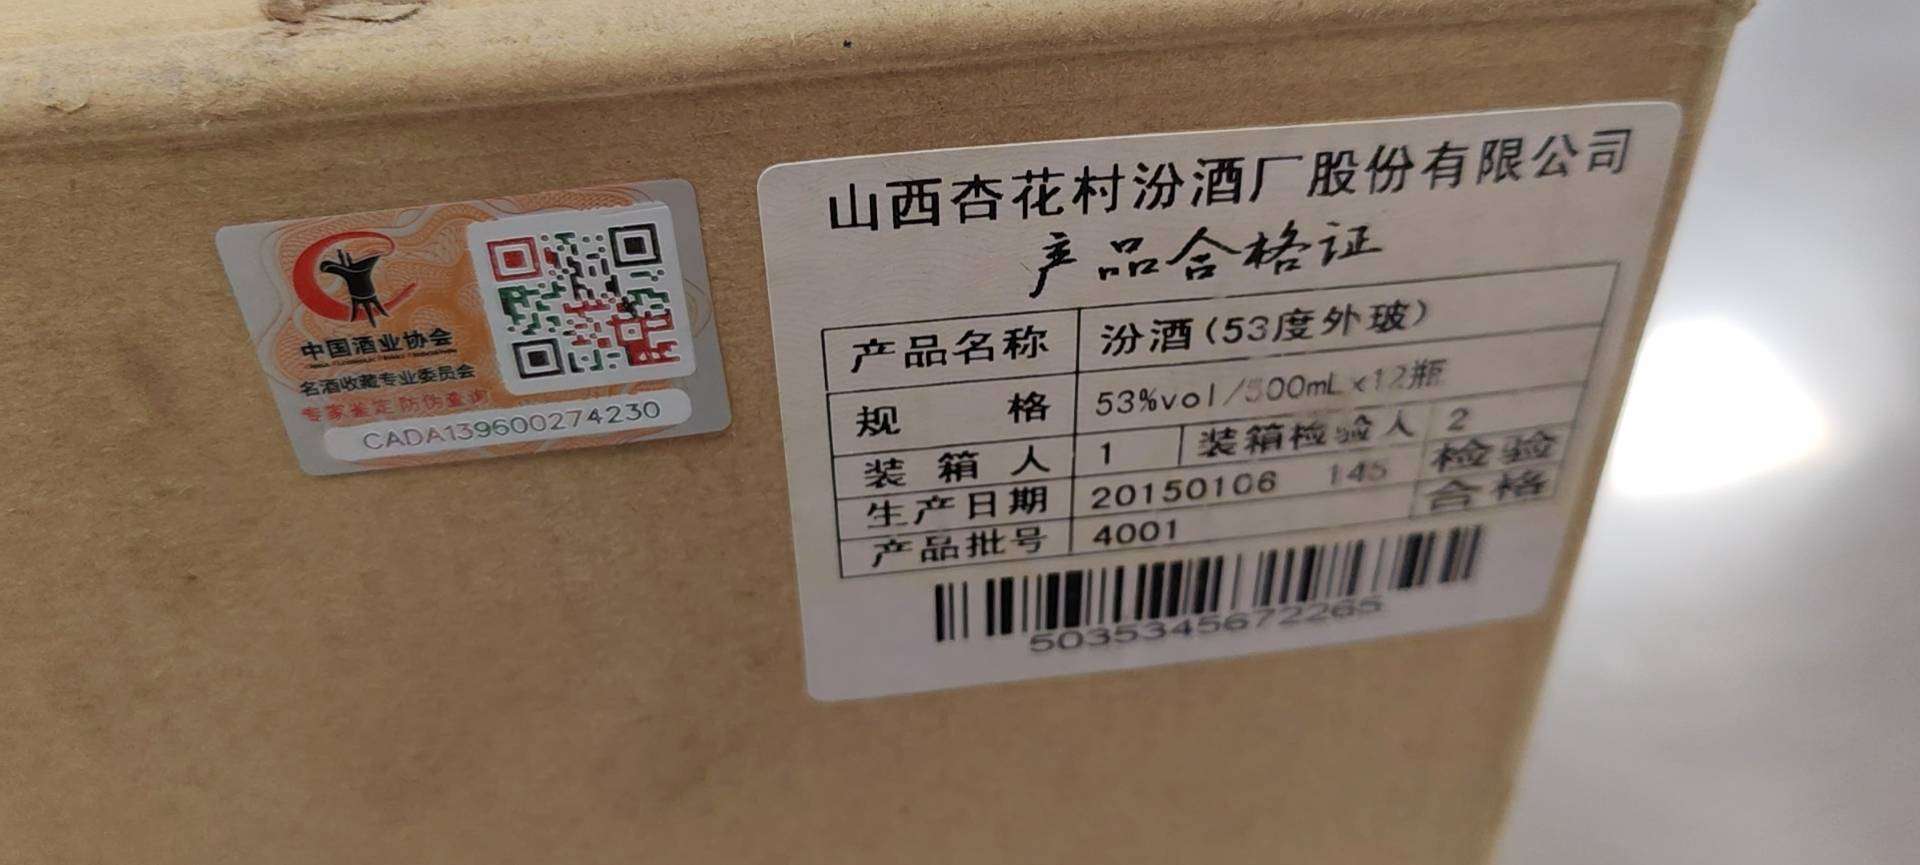 中国酒业协会
名酒收藏专业委员会
专家鉴定 防伪查询
CADA139600274230
山西杏花村汾酒厂股份有限公司
产品合格证
产品名称 汾酒(53度外玻)
规 格 53%vol/500mL×12瓶
装箱人 1 装箱检验人 2
生产日期 20150106 145 检验合格
产品批号 4001
5035345672265